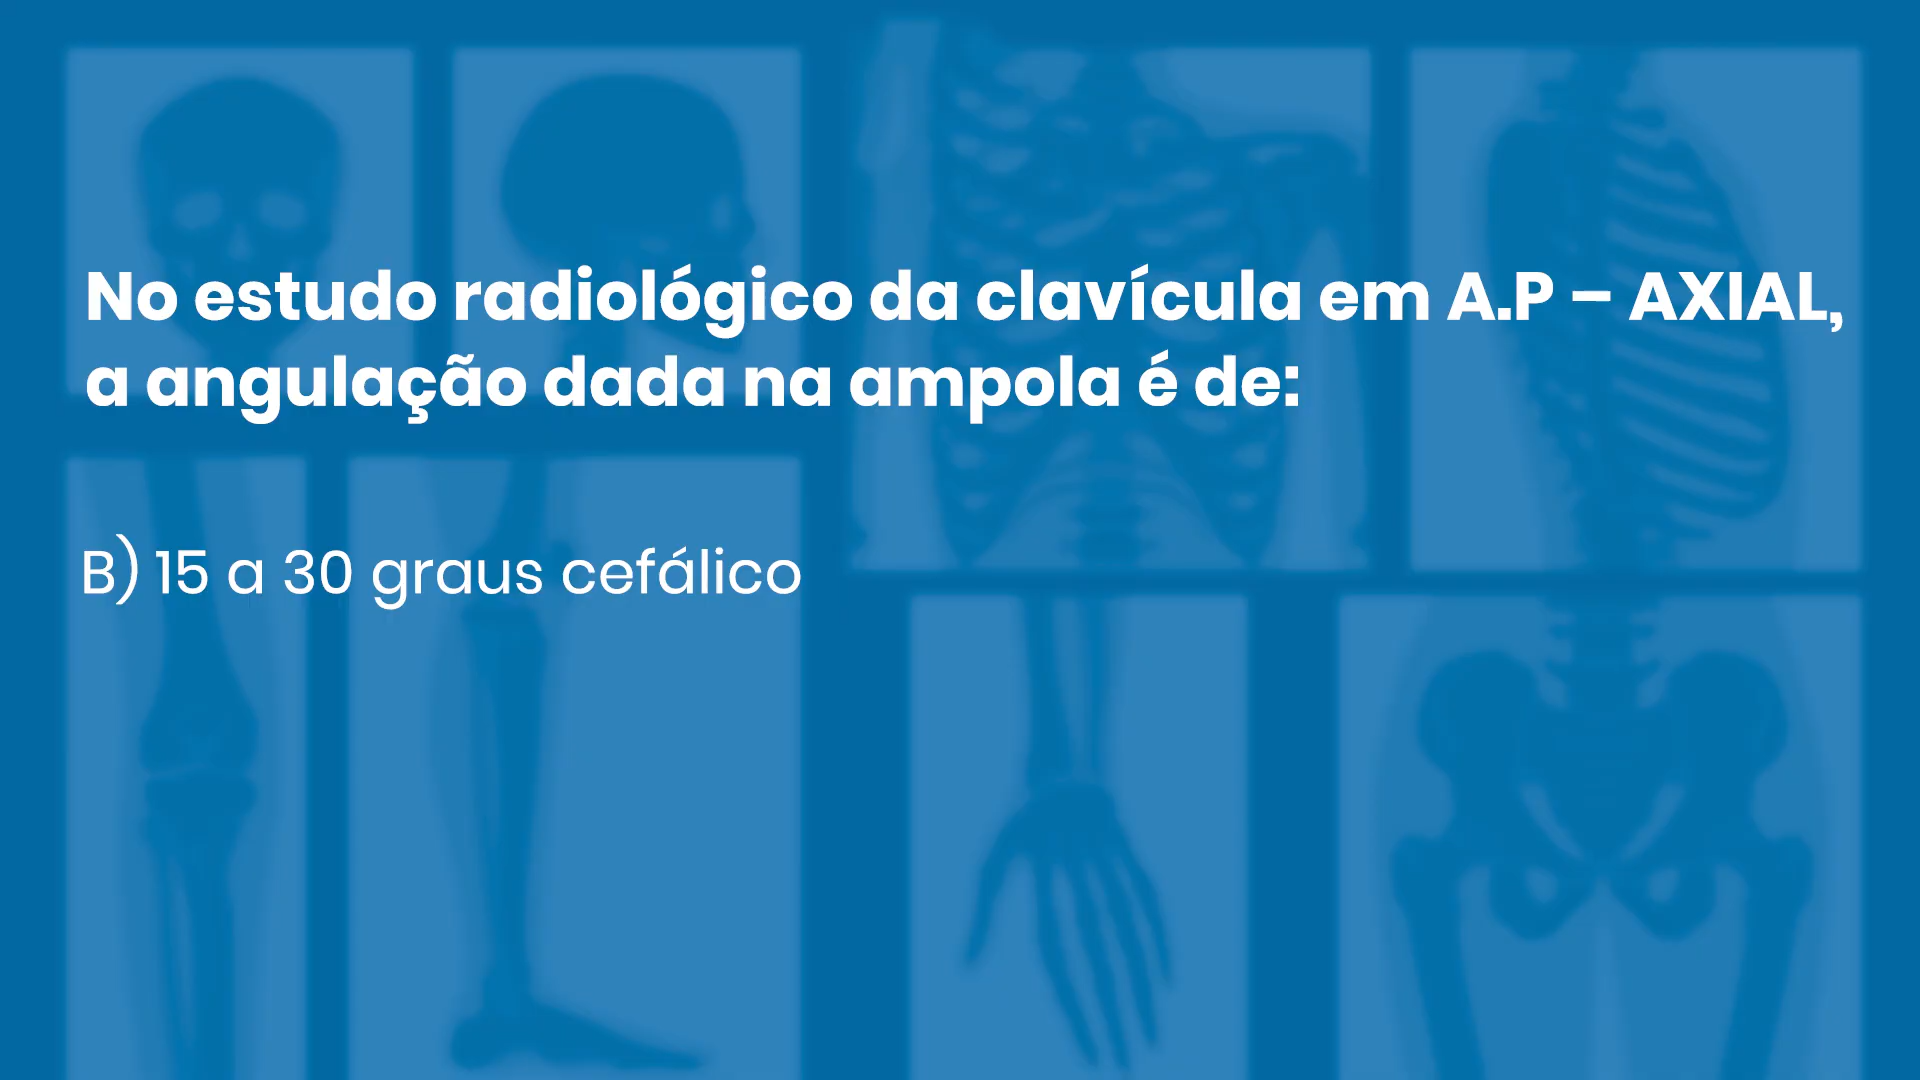 No estudo radiológico da clavícula em A.P – AXIAL,
a angulação dada na ampola é de:
B) 15 a 30 graus cefálico